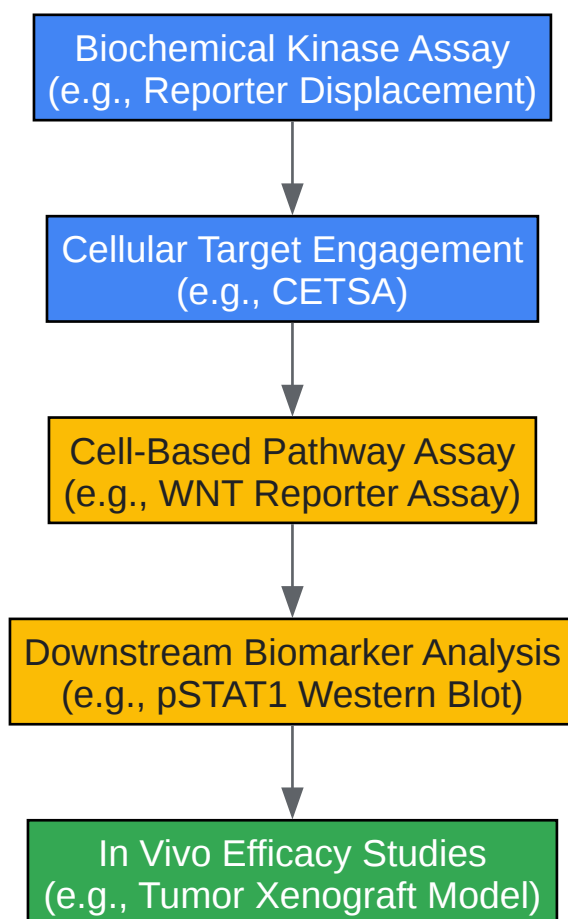 Biochemical Kinase Assay
(e.g., Reporter Displacement)
Cellular Target Engagement
(e.g., CETSA)
Cell-Based Pathway Assay
(e.g., WNT Reporter Assay)
Downstream Biomarker Analysis
(e.g., pSTAT1 Western Blot)
In Vivo Efficacy Studies
(e.g., Tumor Xenograft Model)